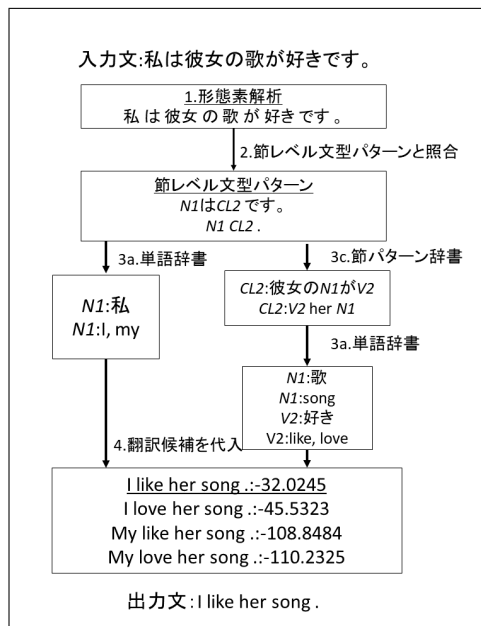 入力文:私は彼女の歌が好きです。
1.形態素解析
私 は 彼女 の 歌 が 好き です 。
2.節レベル文型パターンと照合
節レベル文型パターン
N1はCL2です。
N1 CL2 .
3a.単語辞書
3c.節パターン辞書
N1:私
N1:I, my
CL2:彼女のN1がV2
CL2:V2 her N1
3a.単語辞書
N1:歌
N1:song
V2:好き
V2:like, love
4.翻訳候補を代入
I like her song .:-32.0245
I love her song .:-45.5323
My like her song .:-108.8484
My love her song .:-110.2325
出力文:I like her song .